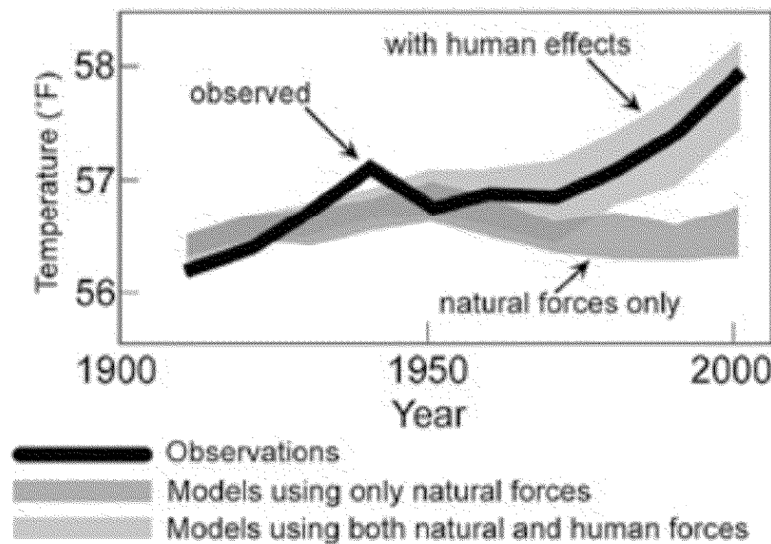 with human effects
58
observed
57
Temperature (°F)
56
natural forces only
1900
1950
2000
Year
Observations
Models using only natural forces
Models using both natural and human forces